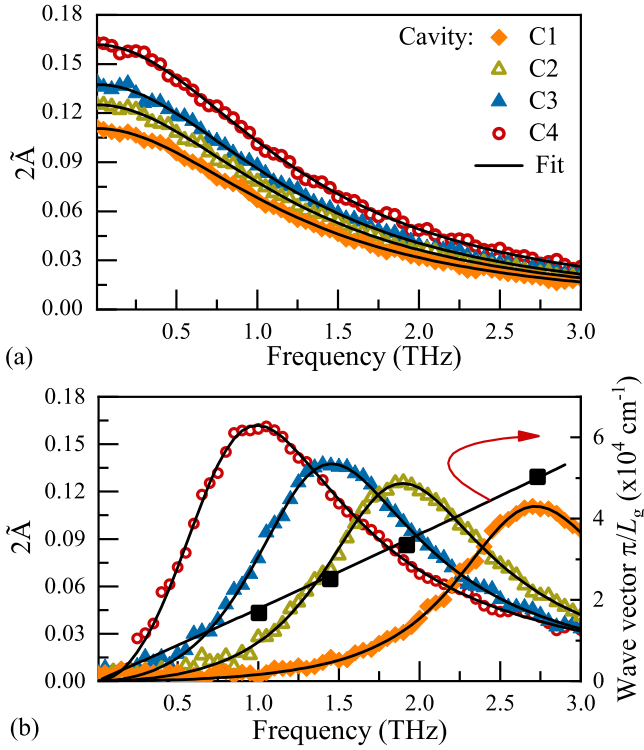 0.18
0.15
0.12
0.09
0.06
0.03
0.00
2Ã
Cavity:
C1
C2
C3
C4
Fit
0.5
1.0
1.5
2.0
2.5
3.0
Frequency (THz)
(a)
0.18
0.15
0.12
0.09
0.06
0.03
0.00
2Ã
6
4
2
0
Wave vector π/Lg (x10⁴ cm⁻¹)
0.5
1.0
1.5
2.0
2.5
3.0
Frequency (THz)
(b)